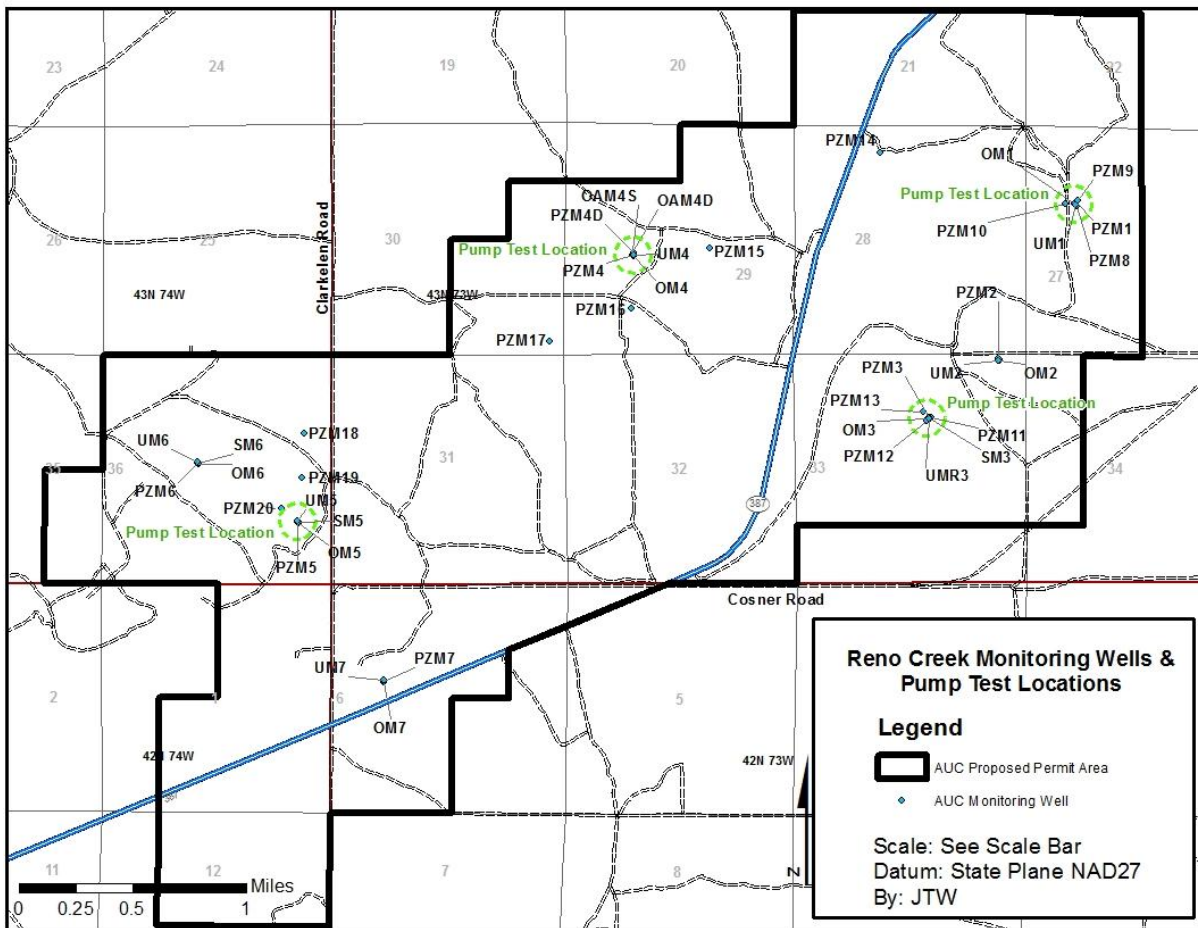 23
24
19
20
21
22
PZM14
OM1
PZM9
Pump Test Location
PZM10
PZM1
UM1
PZM8
OAM4S
PZM4D
OAM4D
Pump Test Location
UM4
PZM15
PZM4
OM4
26
25
30
29
28
27
43N 74W
Clarkelen Road
43N 73W
PZM16
PZM17
PZM2
UM2
OM2
PZM3
Pump Test Location
PZM13
OM3
PZM11
PZM12
SM3
UMR3
PZM18
UM6
SM6
OM6
PZM6
PZM19
PZM20
UM5
SM5
Pump Test Location
OM5
PZM5
35
36
31
32
33
34
387
Cosner Road
UM7
PZM7
OM7
2
1
6
5
42N 74W
42N 73W
387
11
12
7
8
Miles
0 0.25 0.5 1
N
Reno Creek Monitoring Wells &
Pump Test Locations
Legend
AUC Proposed Permit Area
AUC Monitoring Well
Scale: See Scale Bar
Datum: State Plane NAD27
By: JTW